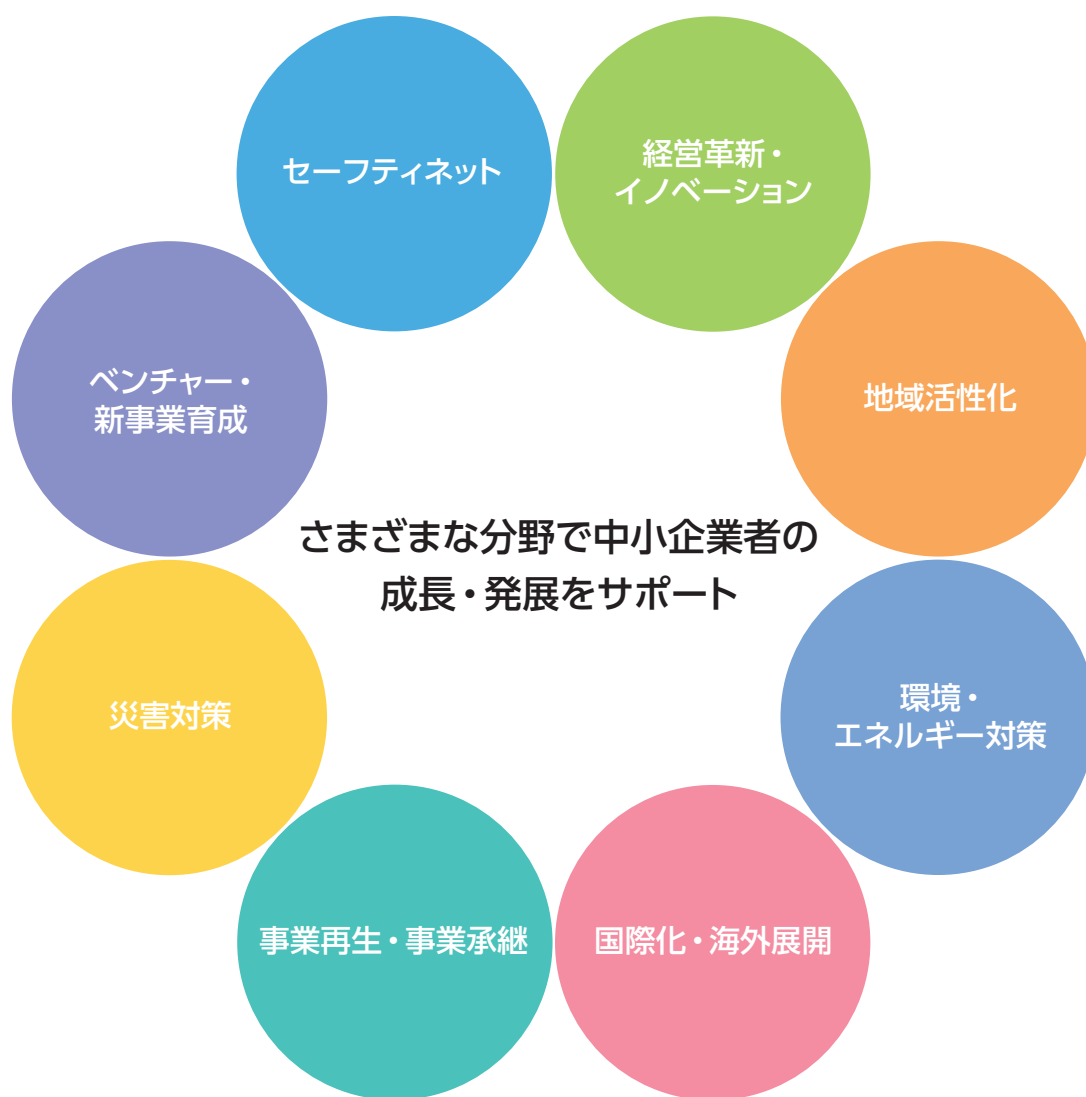 セーフティネット
経営革新・
イノベーション
ベンチャー・
新事業育成
地域活性化
さまざまな分野で中小企業者の
成長・発展をサポート
災害対策
環境・
エネルギー対策
事業再生・事業承継
国際化・海外展開